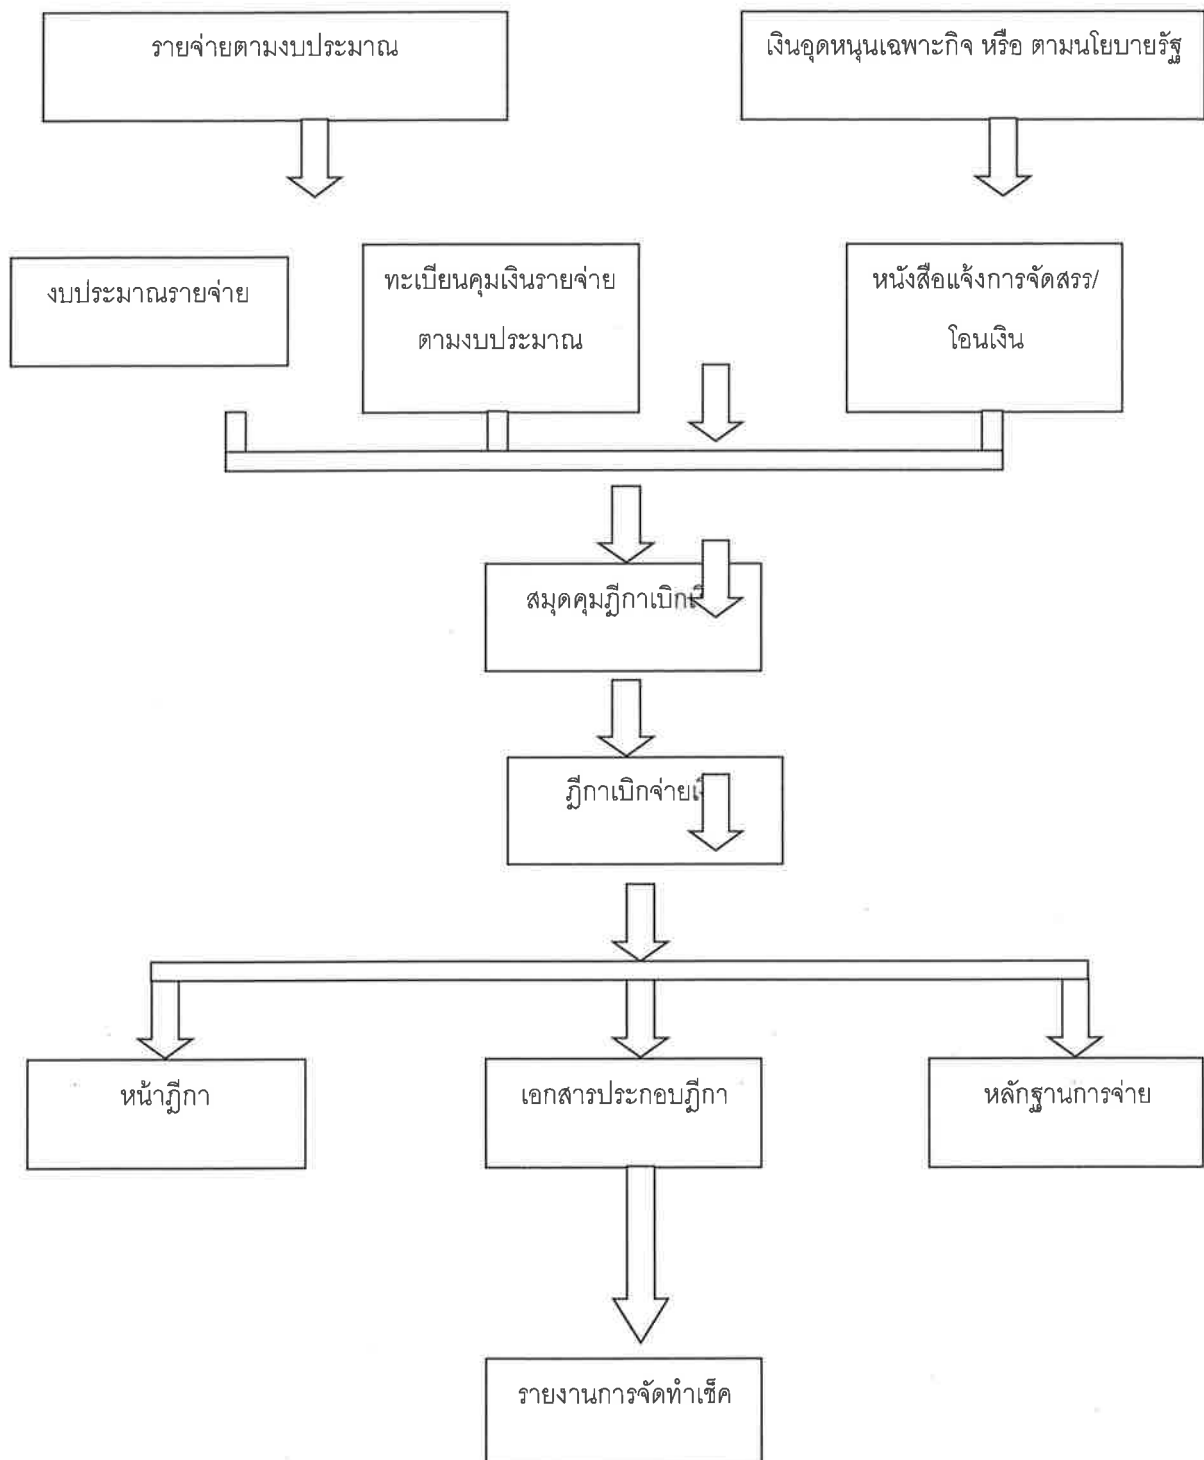 รายจ่ายตามงบประมาณ
เงินอุดหนุนเฉพาะกิจ หรือ ตามนโยบายรัฐ
งบประมาณรายจ่าย
ทะเบียนคุมเงินรายจ่าย
ตามงบประมาณ
หนังสือแจ้งการจัดสรร/
โอนเงิน
สมุดคุมฎีกาเบิก
ฎีกาเบิกจ่าย
หน้าฎีกา
เอกสารประกอบฎีกา
หลักฐานการจ่าย
รายงานการจัดทำเช็ค